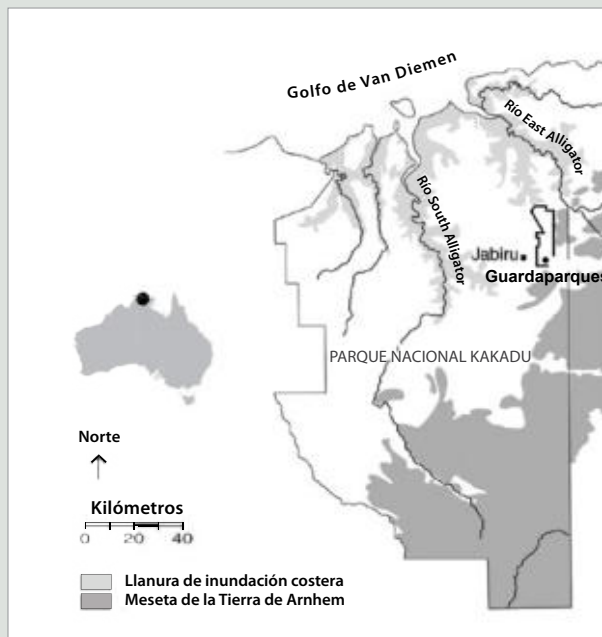 Golfo de Van Diemen
Río East Alligator
Río South Alligator
Jabiru
Guardaparques
PARQUE NACIONAL KAKADU
Norte
Kilómetros
0 20 40
Llanura de inundación costera
Meseta de la Tierra de Arnhem